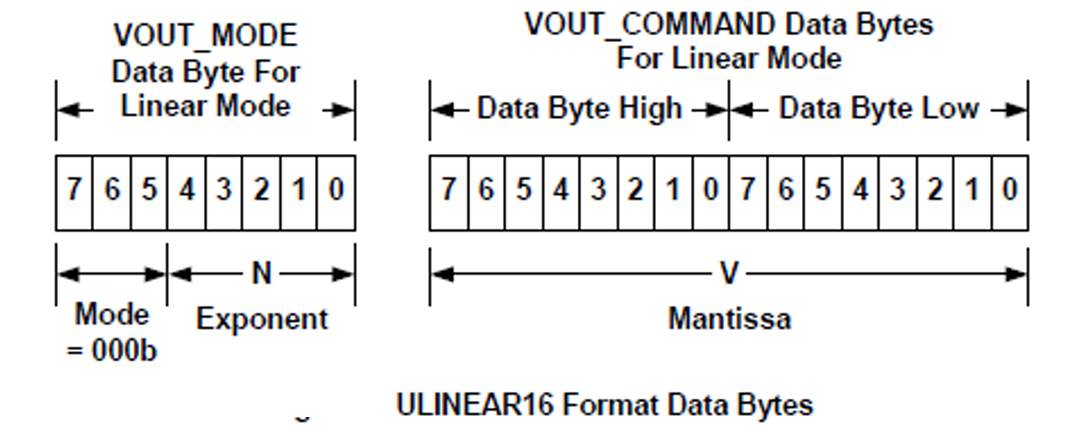 VOUT_MODE
Data Byte For
Linear Mode
VOUT_COMMAND Data Bytes
For Linear Mode
Data Byte High
Data Byte Low
7 6 5 4 3 2 1 0
7 6 5 4 3 2 1 0 7 6 5 4 3 2 1 0
N
V
Mode
= 000b
Exponent
Mantissa
ULINEAR16 Format Data Bytes